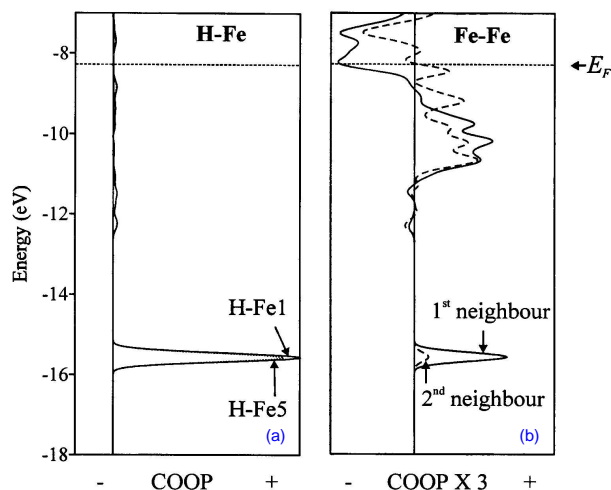 H-Fe
Fe-Fe
E_F
-7
-8
-10
-12
-14
-16
-18
Energy (eV)
H-Fe1
H-Fe5
(a)
1st neighbour
2nd neighbour
(b)
- COOP +
- COOP X 3 +